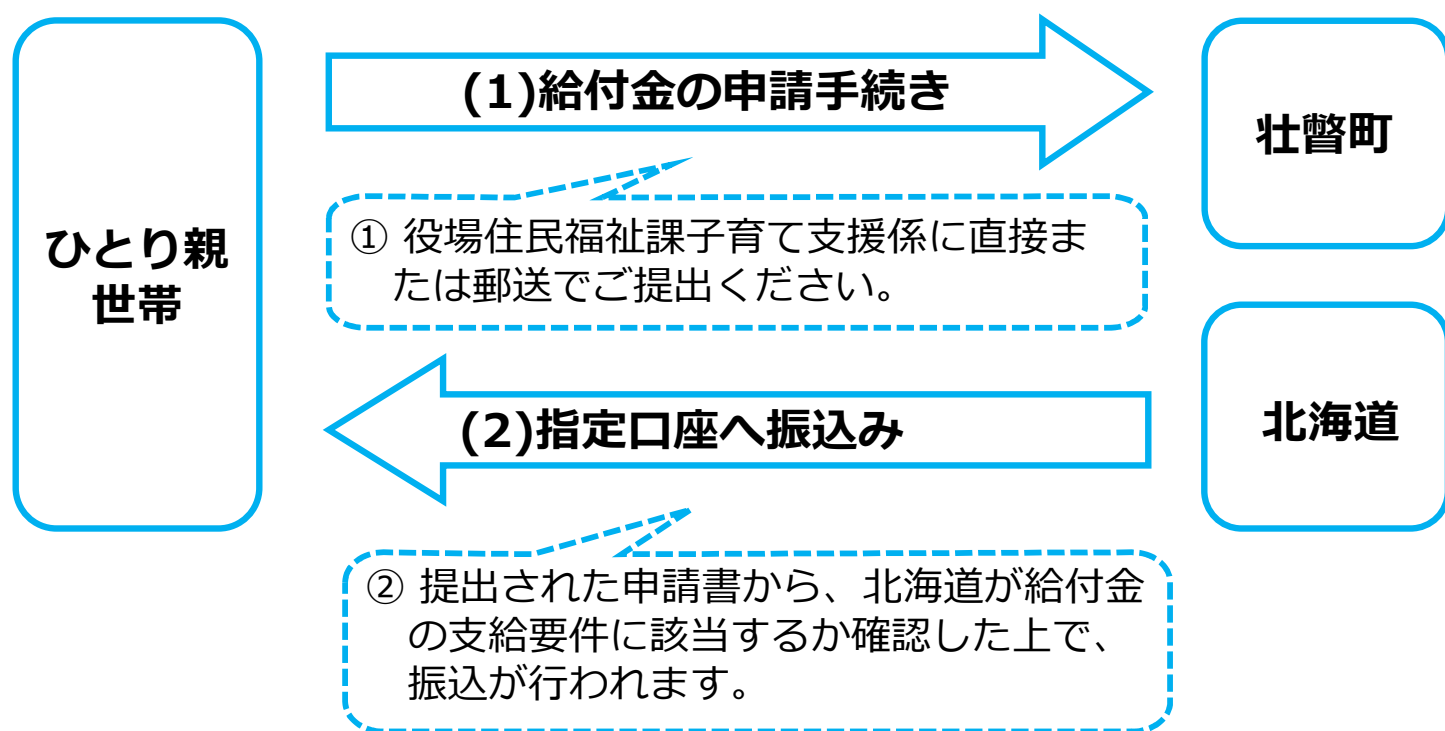 ひとり親
世帯
(1)給付金の申請手続き
壮瞥町
① 役場住民福祉課子育て支援係に直接ま
たは郵送でご提出ください。
(2)指定口座へ振込み
北海道
② 提出された申請書から、北海道が給付金
の支給要件に該当するか確認した上で、
振込が行われます。